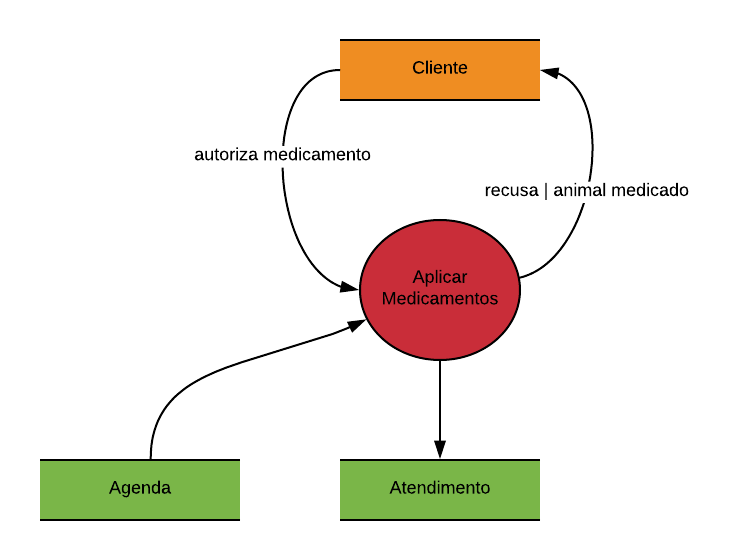 Cliente
autoriza medicamento
recusa | animal medicado
Aplicar
Medicamentos
Agenda
Atendimento